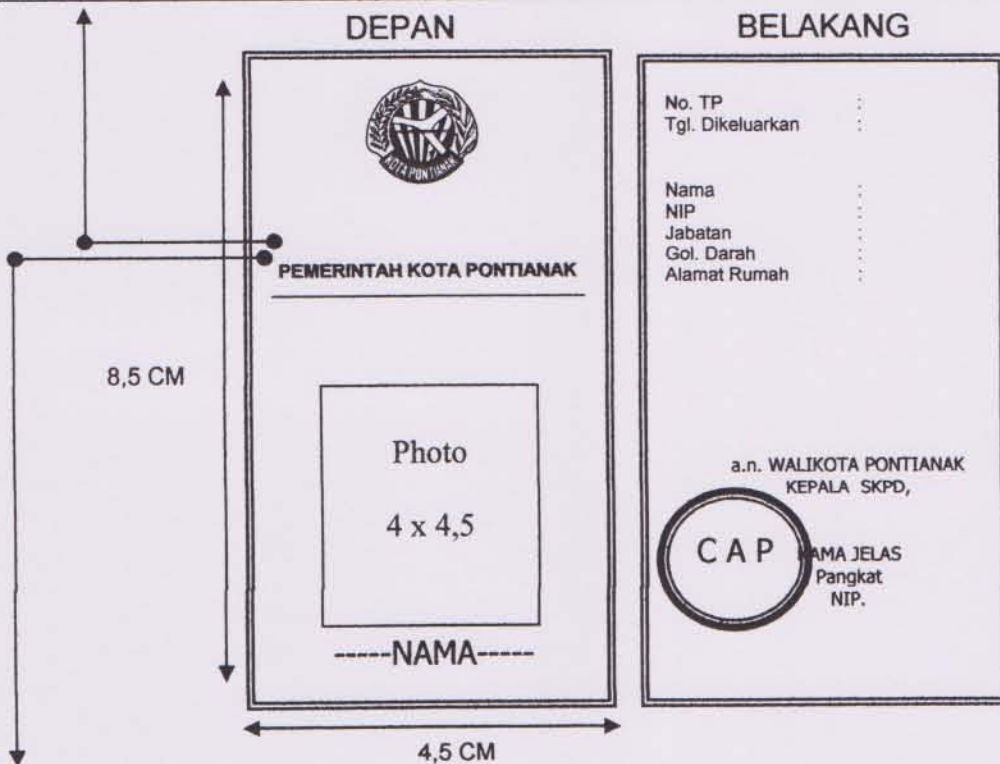 DEPAN
KOTA PONTIANAK
PEMERINTAH KOTA PONTIANAK
8,5 CM
Photo
4 x 4,5
-----NAMA-----
4,5 CM
BELAKANG
No. TP :
Tgl. Dikeluarkan :
Nama :
NIP :
Jabatan :
Gol. Darah :
Alamat Rumah :
a.n. WALIKOTA PONTIANAK
KEPALA SKPD,
CAP
NAMA JELAS
Pangkat
NIP.